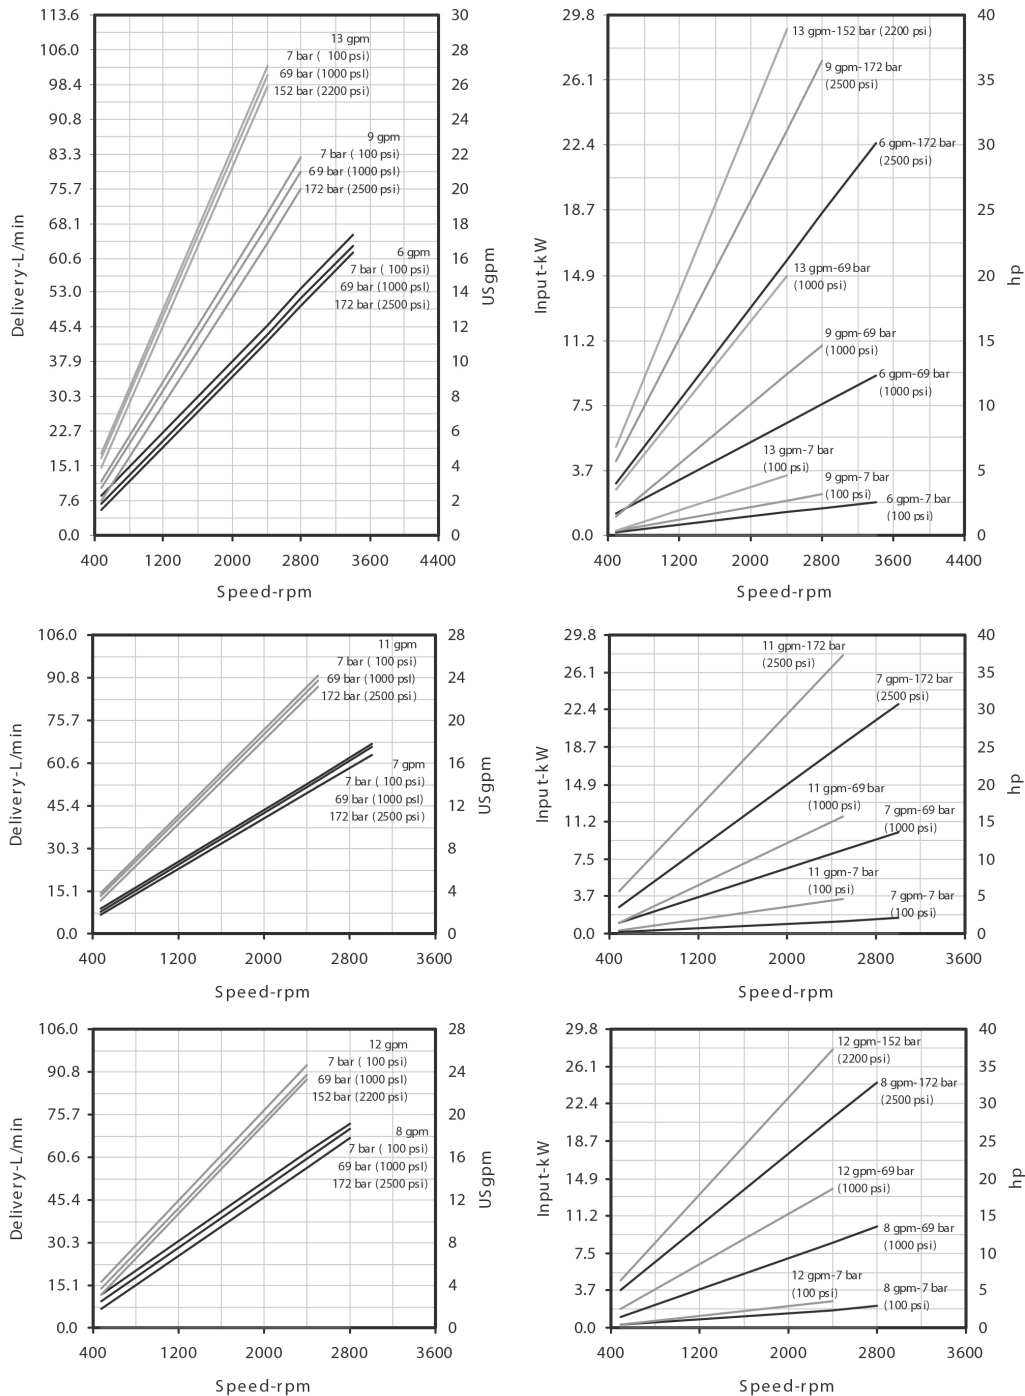 113.6
106.0
98.4
90.8
83.3
75.7
68.1
60.6
53.0
45.4
37.9
30.3
22.7
15.1
7.6
0.0
Delivery-L/min
30
28
26
24
22
20
18
16
14
12
10
8
6
4
2
0
USgpm
13 gpm
7 bar ( 100 psi)
69 bar (1000 psl)
152 bar (2200 psi)
9 gpm
7 bar ( 100 psi)
69 bar (1000 psl)
172 bar (2500 psi)
6 gpm
7 bar ( 100 psi)
69 bar (1000 psl)
172 bar (2500 psi)
400 1200 2000 2800 3600 4400
Speed-rpm
29.8
26.1
22.4
18.7
14.9
11.2
7.5
3.7
0.0
Input-kW
40
35
30
25
20
15
10
5
0
hp
13 gpm-152 bar (2200 psi)
9 gpm-172 bar
(2500 psi)
6 gpm-172 bar
(2500 psi)
13 gpm-69 bar
(1000 psi)
9 gpm-69 bar
(1000 psi)
6 gpm-69 bar
(1000 psi)
13 gpm-7 bar
(100 psi)
9 gpm-7 bar
(100 psi)
6 gpm-7 bar
(100 psi)
400 1200 2000 2800 3600 4400
Speed-rpm
106.0
90.8
75.7
60.6
45.4
30.3
15.1
0.0
Delivery-L/min
28
24
20
16
12
8
4
0
USgpm
11 gpm
7 bar ( 100 psi)
69 bar (1000 psl)
172 bar (2500 psi)
7 gpm
7 bar ( 100 psi)
69 bar (1000 psl)
172 bar (2500 psi)
400 1200 2000 2800 3600
Speed-rpm
29.8
26.1
22.4
18.7
14.9
11.2
7.5
3.7
0.0
Input-kW
40
35
30
25
20
15
10
5
0
hp
11 gpm-172 bar
(2500 psi)
7 gpm-172 bar
(2500 psi)
11 gpm-69 bar
(1000 psi)
7 gpm-69 bar
(1000 psi)
11 gpm-7 bar
(100 psi)
7 gpm-7 bar
(100 psi)
400 1200 2000 2800 3600
Speed-rpm
106.0
90.8
75.7
60.6
45.4
30.3
15.1
0.0
Delivery-L/min
28
24
20
16
12
8
4
0
USgpm
12 gpm
7 bar ( 100 psi)
69 bar (1000 psl)
152 bar (2200 psi)
8 gpm
7 bar ( 100 psi)
69 bar (1000 psl)
172 bar (2500 psi)
400 1200 2000 2800 3600
Speed-rpm
29.8
26.1
22.4
18.7
14.9
11.2
7.5
3.7
0.0
Input-kW
40
35
30
25
20
15
10
5
0
hp
12 gpm-152 bar
(2200 psi)
8 gpm-172 bar
(2500 psi)
12 gpm-69 bar
(1000 psi)
8 gpm-69 bar
(1000 psi)
12 gpm-7 bar
(100 psi)
8 gpm-7 bar
(100 psi)
400 1200 2000 2800 3600
Speed-rpm